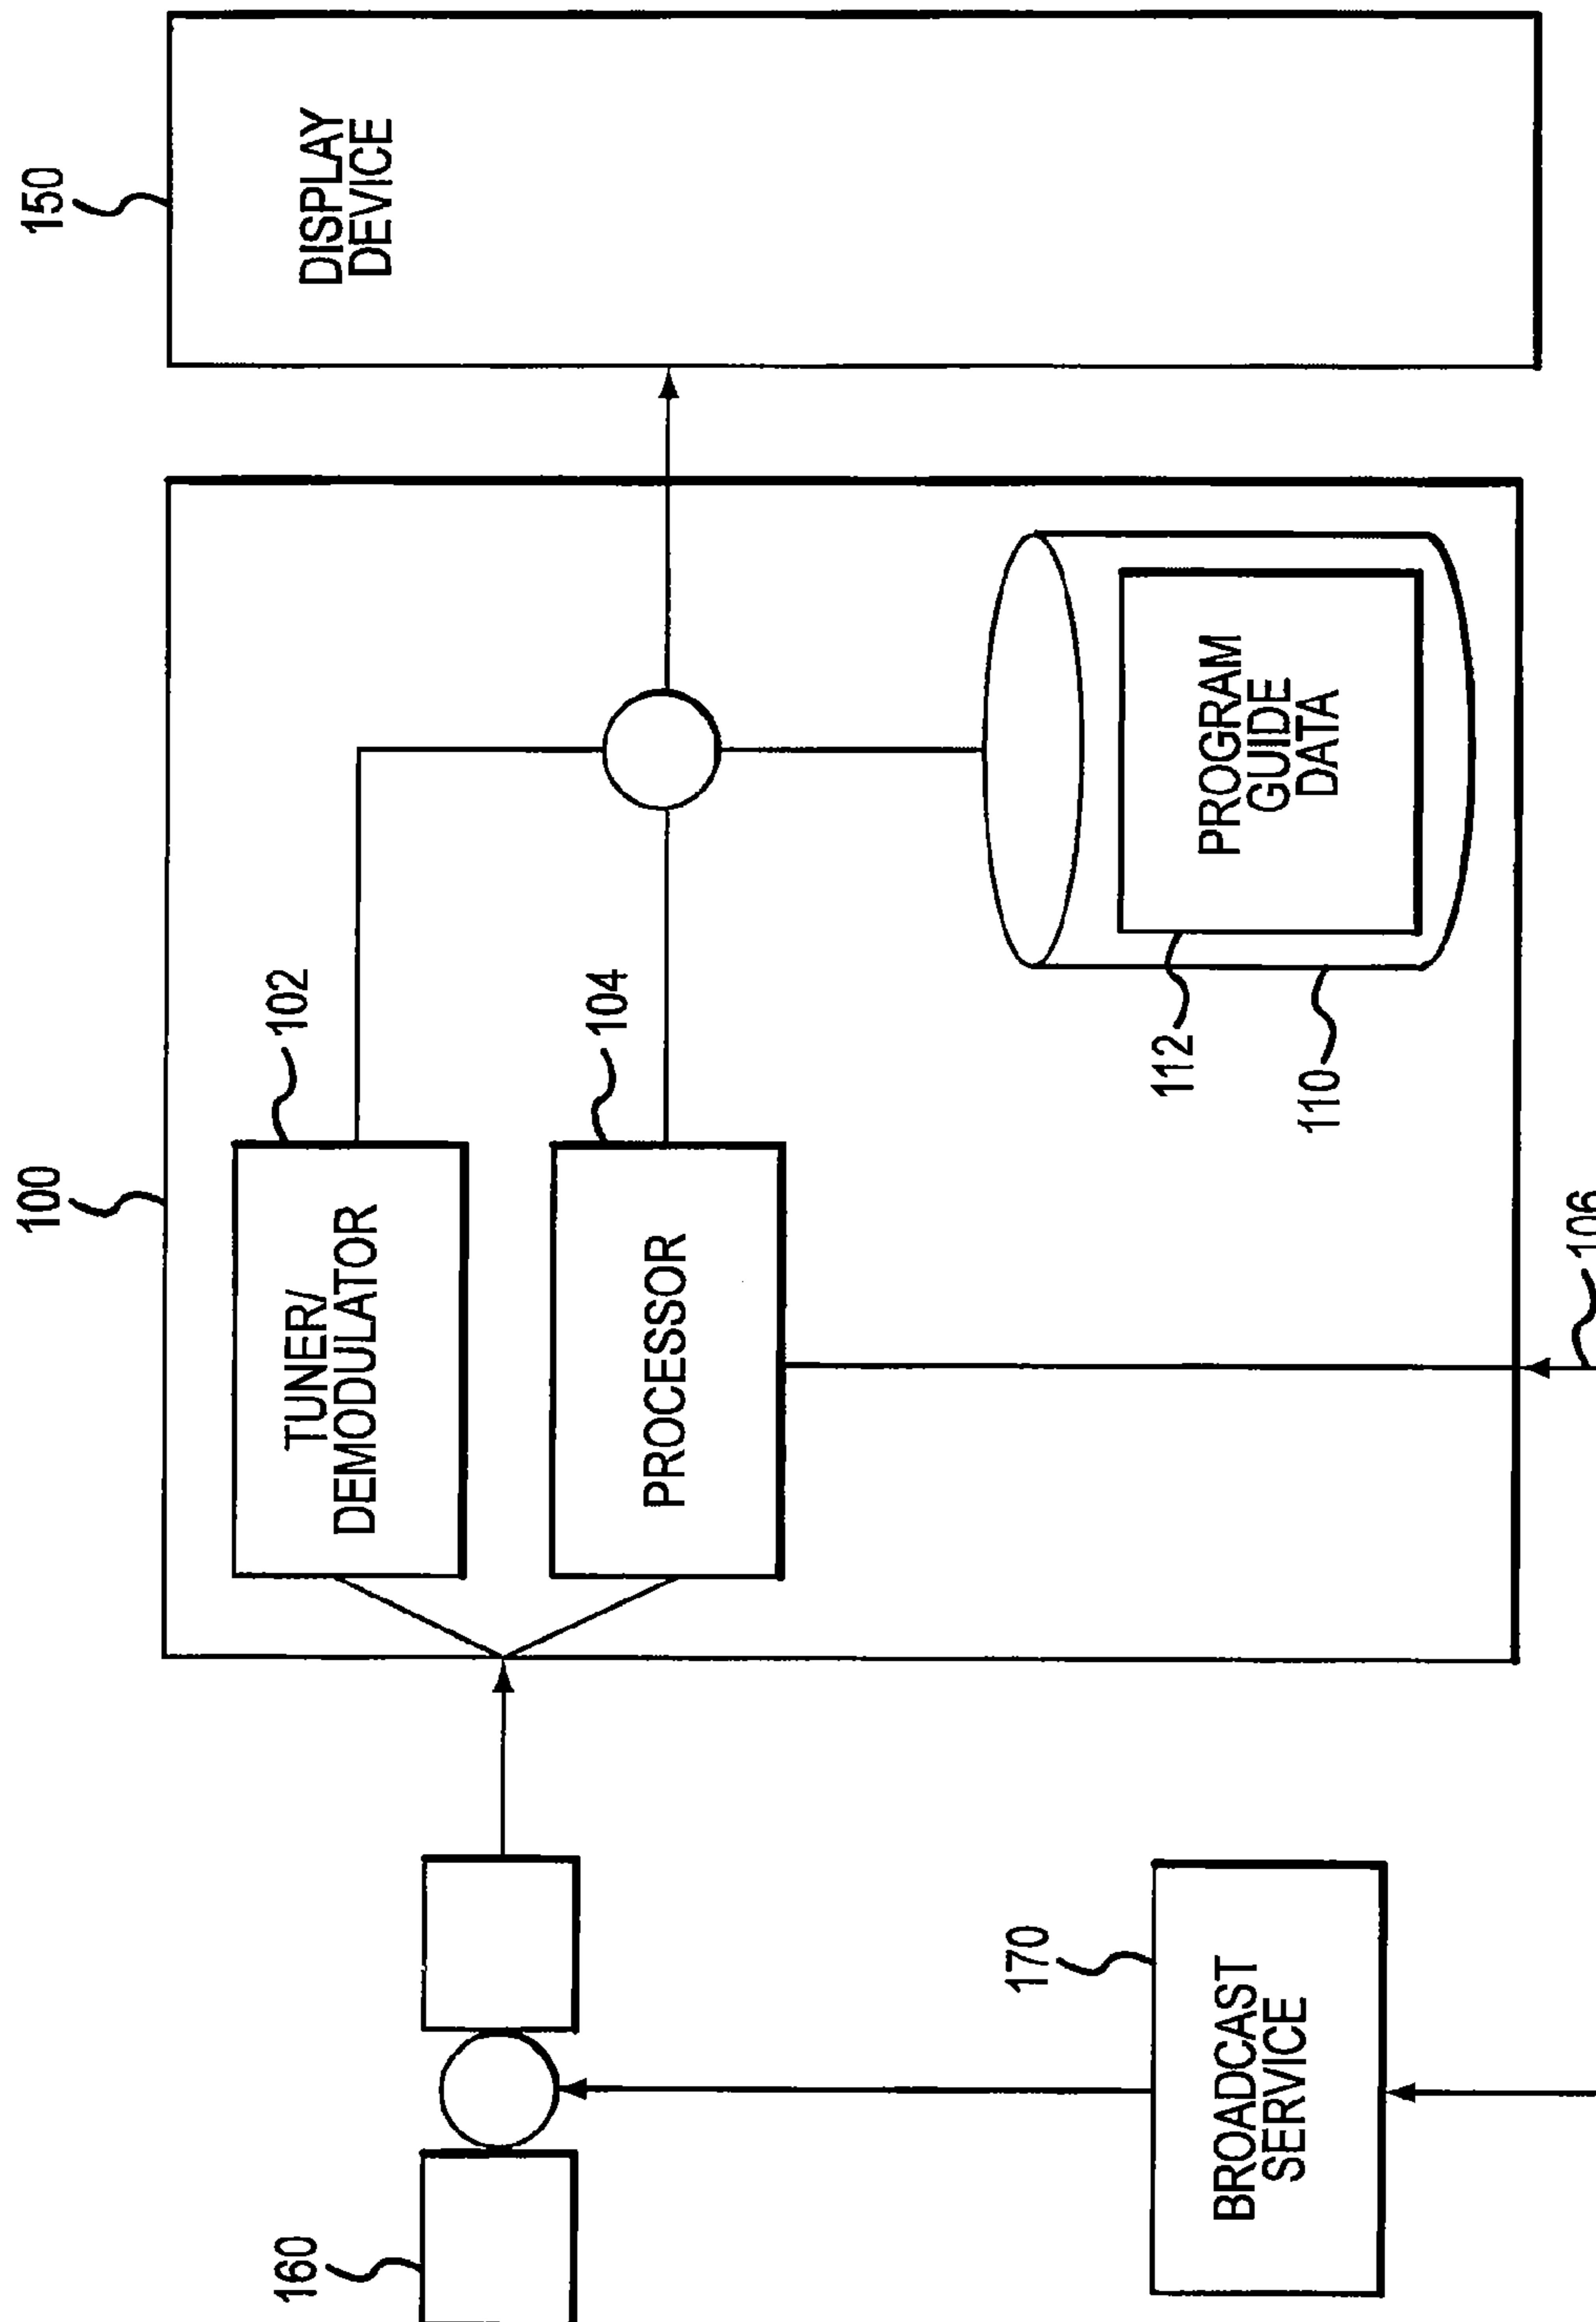 160
170
BROADCAST
SERVICE
100
TUNER/
DEMODULATOR
102
PROCESSOR
104
106
112
110
PROGRAM
GUIDE
DATA
150
DISPLAY
DEVICE